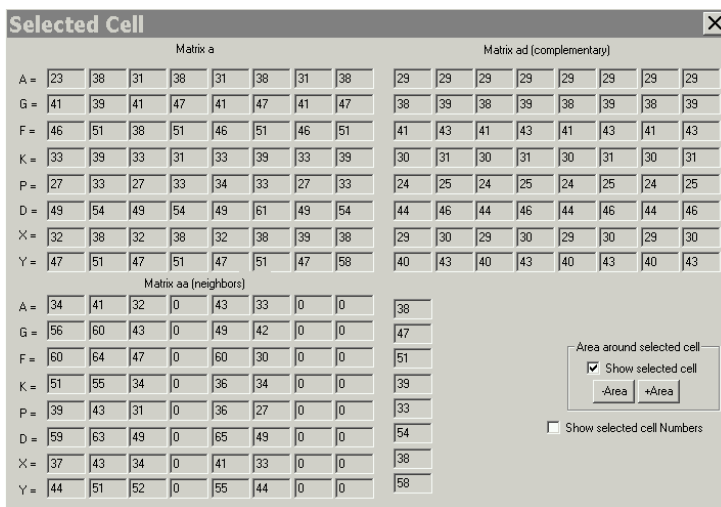 Selected Cell
Matrix a
Matrix ad (complementary)
A = 23 38 31 38 31 38 31 38 29 29 29 29 29 29 29 29
G = 41 39 41 47 41 47 41 47 38 39 38 39 38 39 38 39
F = 46 51 38 51 46 51 46 51 41 43 41 43 41 43 41 43
K = 33 39 33 31 33 39 33 39 30 31 30 31 30 31 30 31
P = 27 33 27 33 34 33 27 33 24 25 24 25 24 25 24 25
D = 49 54 49 54 49 61 49 54 44 46 44 46 44 46 44 46
X = 32 38 32 38 32 38 39 38 29 30 29 30 29 30 29 30
Y = 47 51 47 51 47 51 47 58 40 43 40 43 40 43 40 43
Matrix aa (neighbors)
A = 34 41 32 0 43 33 0 0 38
G = 56 60 43 0 49 42 0 0 47
F = 60 64 47 0 60 30 0 0 51
K = 51 55 34 0 36 34 0 0 39
P = 39 43 31 0 36 27 0 0 33
D = 59 63 49 0 65 49 0 0 54
X = 37 43 34 0 41 33 0 0 38
Y = 44 51 52 0 55 44 0 0 58
Area around selected cell
Show selected cell
-Area +Area
Show selected cell Numbers